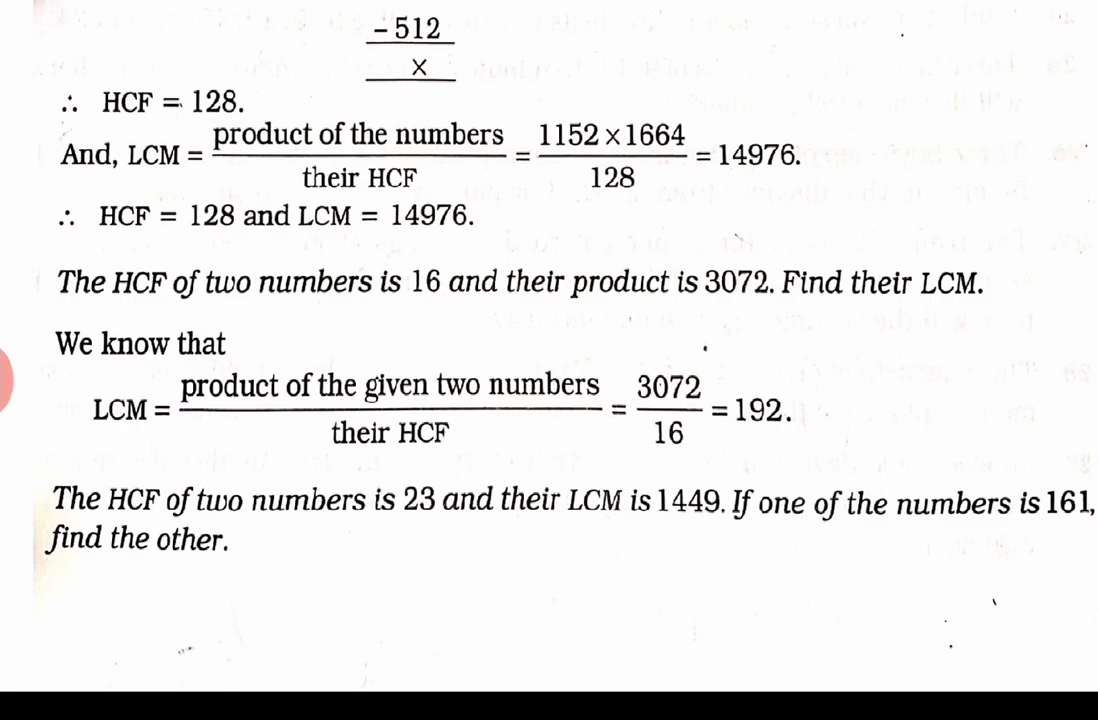 – 512
×
∴ HCF = 128.
And, LCM = product of the numbers / their HCF = 1152 × 1664 / 128 = 14976.
∴ HCF = 128 and LCM = 14976.
The HCF of two numbers is 16 and their product is 3072. Find their LCM.
We know that
LCM = product of the given two numbers / their HCF = 3072 / 16 = 192.
The HCF of two numbers is 23 and their LCM is 1449. If one of the numbers is 161,
find the other.